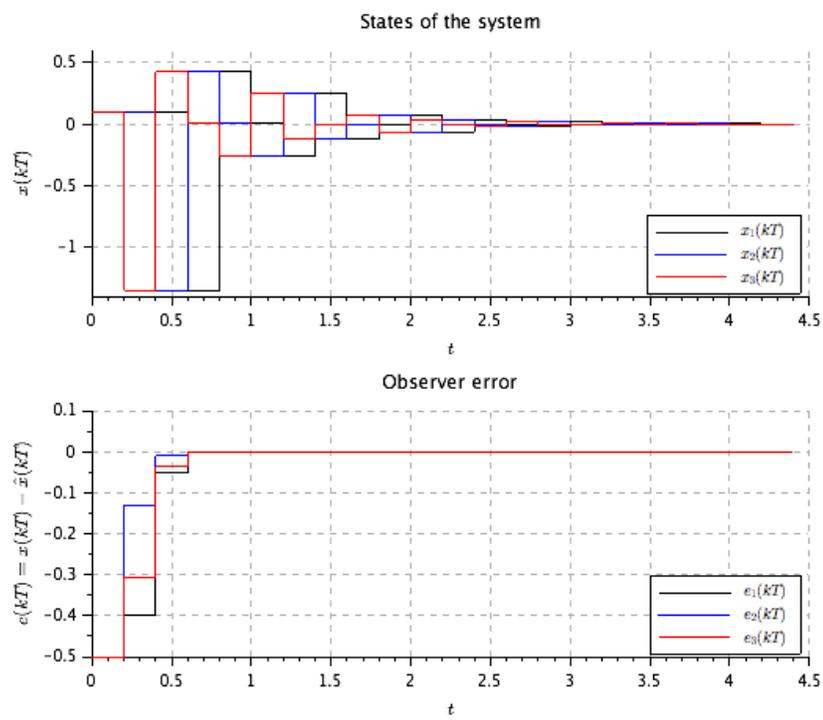 States of the system
0.5
0
-0.5
-1
x(kT)
x₁(kT)
x₂(kT)
x₃(kT)
0 0.5 1 1.5 2 2.5 3 3.5 4 4.5
t
Observer error
0.1
0
-0.1
-0.2
-0.3
-0.4
-0.5
e(kT) = x(kT) − x̂(kT)
e₁(kT)
e₂(kT)
e₃(kT)
0 0.5 1 1.5 2 2.5 3 3.5 4 4.5
t